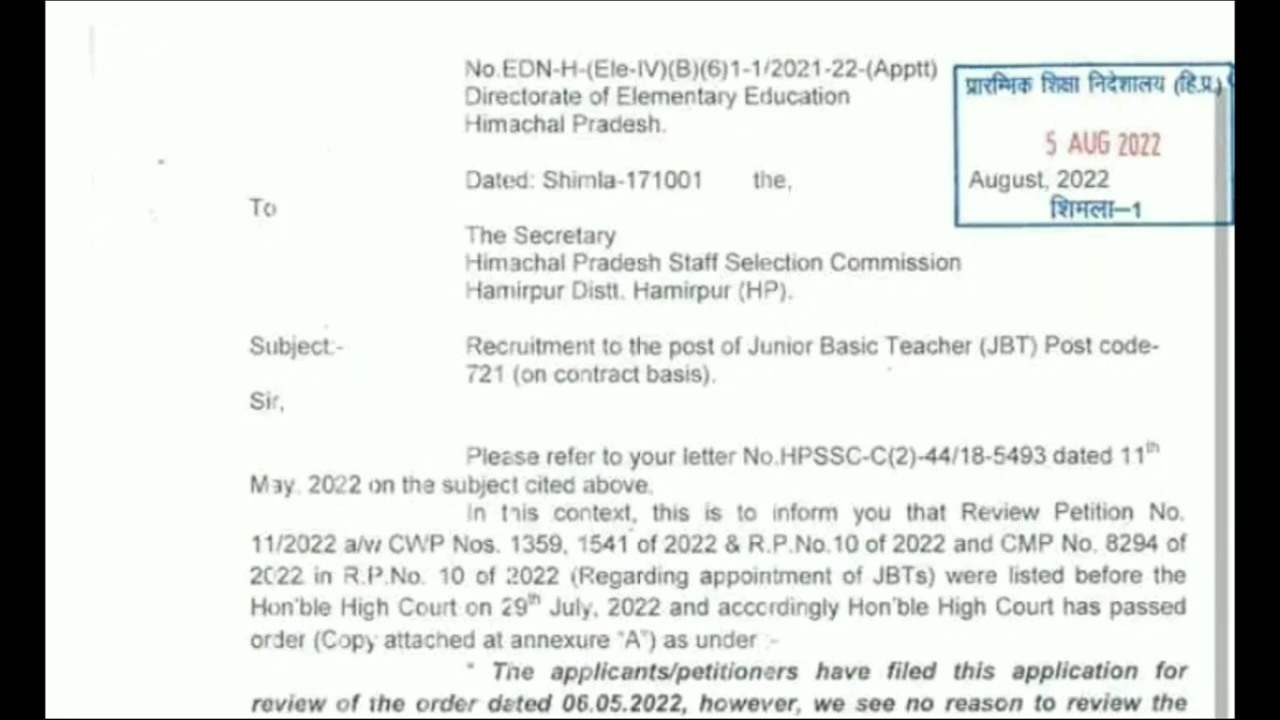 No.EDN-H-(Ele-IV)(B)(6)1-1/2021-22-(Apptt)
Directorate of Elementary Education
Himachal Pradesh.
प्रारम्भिक शिक्षा निदेशालय (हि.प्र.)
5 AUG 2022
Dated: Shimla-171001 the, August, 2022
शिमला–1
To
The Secretary
Himachal Pradesh Staff Selection Commission
Hamirpur Distt. Hamirpur (HP).
Subject:- Recruitment to the post of Junior Basic Teacher (JBT) Post code-
721 (on contract basis).
Sir,
Please refer to your letter No.HPSSC-C(2)-44/18-5493 dated 11th
May, 2022 on the subject cited above.
In this context, this is to inform you that Review Petition No.
11/2022 a/w CWP Nos. 1359, 1541 of 2022 & R.P.No.10 of 2022 and CMP No. 8294 of
2022 in R.P.No. 10 of 2022 (Regarding appointment of JBTs) were listed before the
Hon'ble High Court on 29th July, 2022 and accordingly Hon'ble High Court has passed
order (Copy attached at annexure "A") as under :-
" The applicants/petitioners have filed this application for
review of the order dated 06.05.2022, however, we see no reason to review the